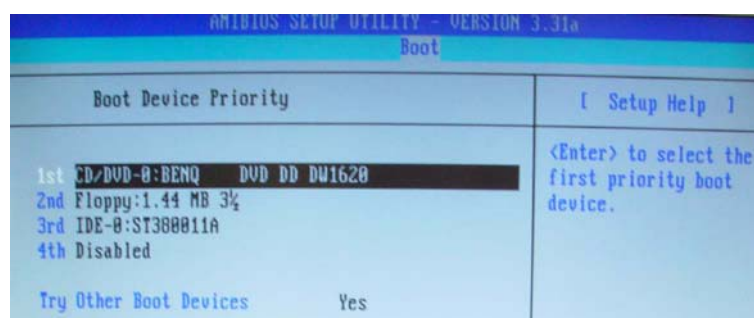 AMIBIOS SETUP UTILITY - VERSION 3.31a
Boot
Boot Device Priority
[ Setup Help ]
1st CD/DVD-0:BENQ DVD DD DW1620
2nd Floppy:1.44 MB 3½
3rd IDE-0:ST380011A
4th Disabled
Try Other Boot Devices Yes
<Enter> to select the
first priority boot
device.